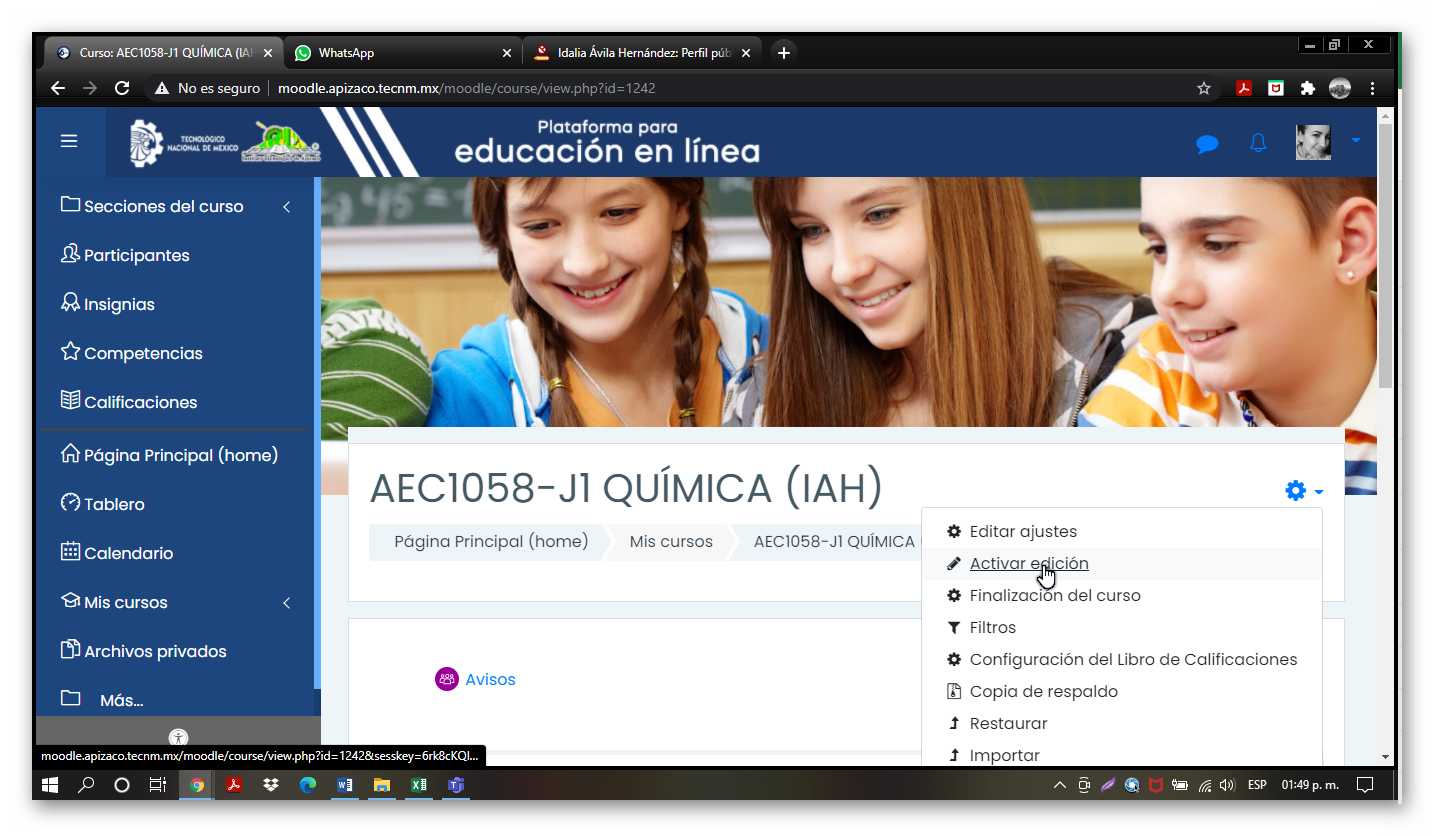 Curso: AEC1058-J1 QUÍMICA (IAH
WhatsApp
Idalia Ávila Hernández: Perfil púb
No es seguro
moodle.apizaco.tecnm.mx/moodle/course/view.php?id=1242
TECNOLÓGICO
NACIONAL DE MÉXICO
Plataforma para
educación en línea
Secciones del curso
Participantes
Insignias
Competencias
Calificaciones
Página Principal (home)
Tablero
Calendario
Mis cursos
Archivos privados
Más...
AEC1058-J1 QUÍMICA (IAH)
Página Principal (home)
Mis cursos
AEC1058-J1 QUÍMICA
Editar ajustes
Activar edición
Finalización del curso
Filtros
Configuración del Libro de Calificaciones
Copia de respaldo
Restaurar
Importar
Avisos
moodle.apizaco.tecnm.mx/moodle/course/view.php?id=1242&sesskey=6rk8cKQl...
ESP
01:49 p. m.